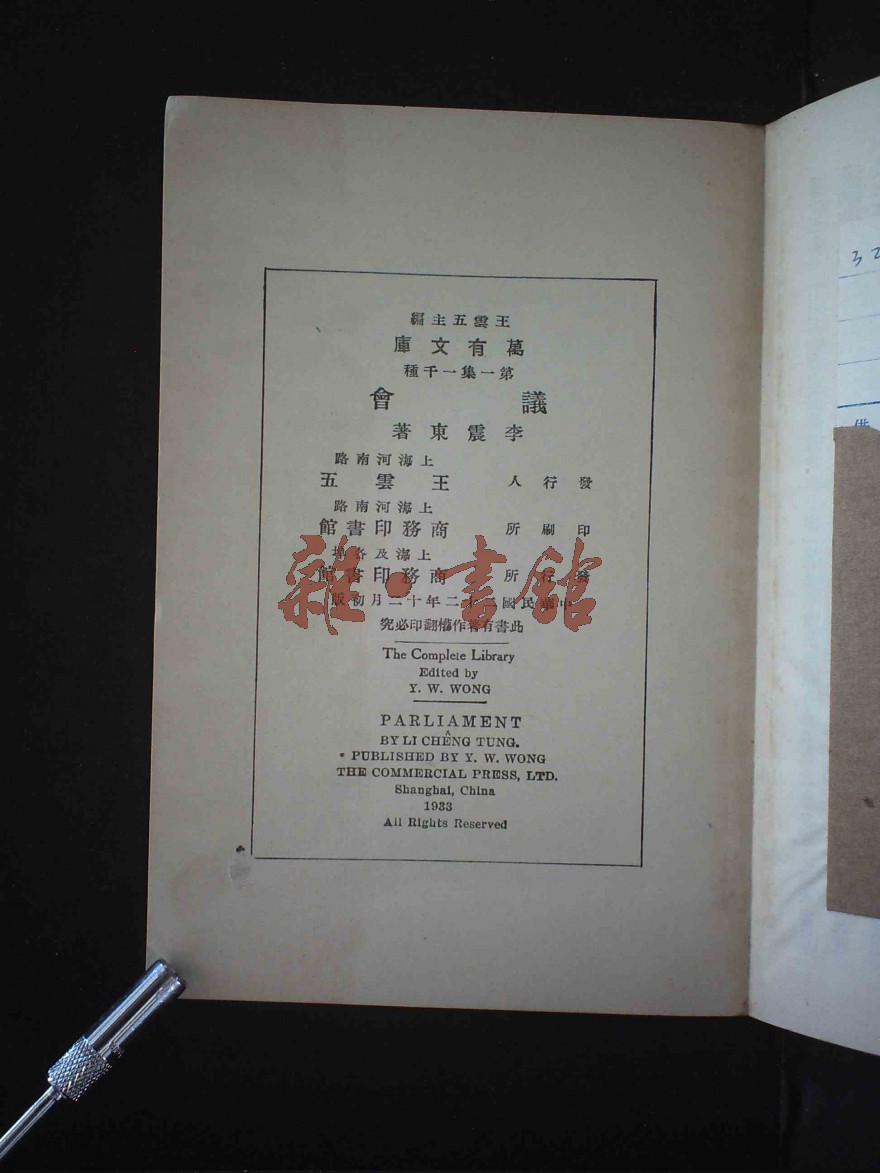 王雲五主編
萬有文庫
第一集一千種
議會
李震東著
上海河南路
發行人 王雲五
上海河南路
印刷所 商務印書館
上海及各埠
發行所 商務印書館
中華民國二十二年十二月初版
此書有著作權翻印必究
The Complete Library
Edited by
Y. W. WONG
PARLIAMENT
BY LI CHÊNG TUNG.
PUBLISHED BY Y. W. WONG
THE COMMERCIAL PRESS, LTD.
Shanghai, China
1933
All Rights Reserved
雜·書館
32